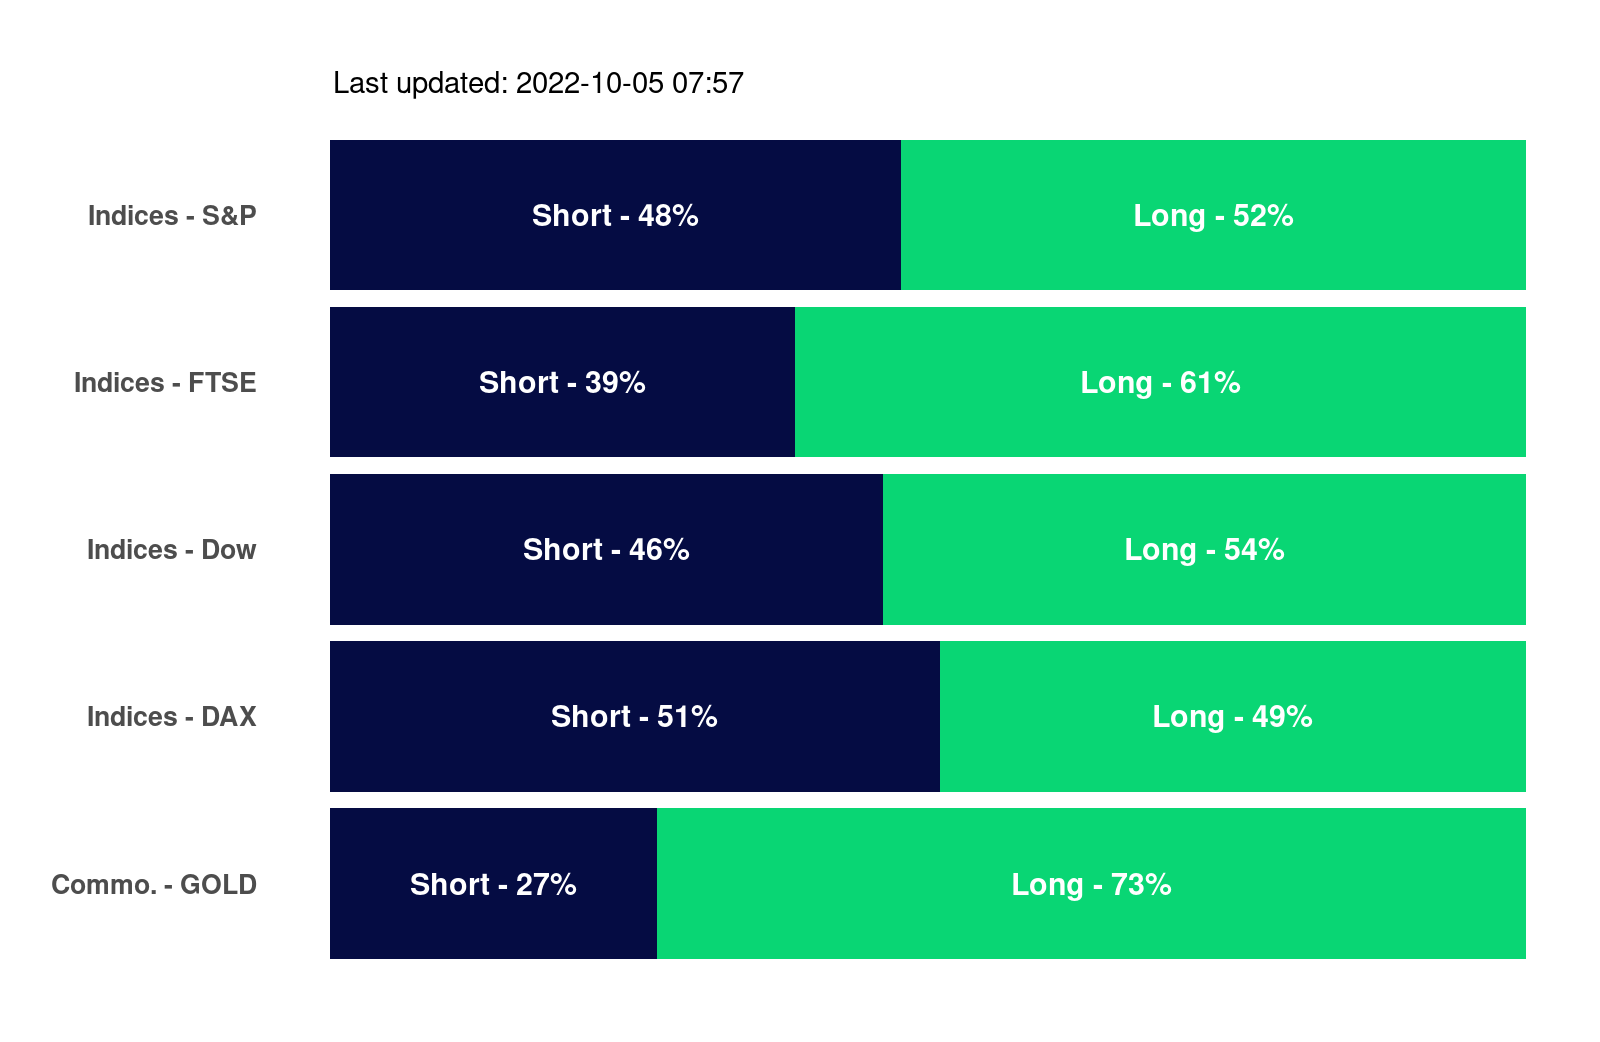 Last updated: 2022-10-05 07:57
Indices - S&P Short - 48% Long - 52%
Indices - FTSE Short - 39% Long - 61%
Indices - Dow Short - 46% Long - 54%
Indices - DAX Short - 51% Long - 49%
Commo. - GOLD Short - 27% Long - 73%